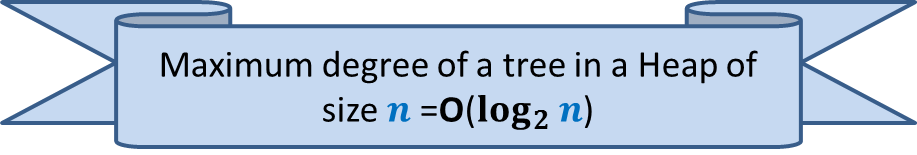 Maximum degree of a tree in a Heap of
size n =O(log₂ n)